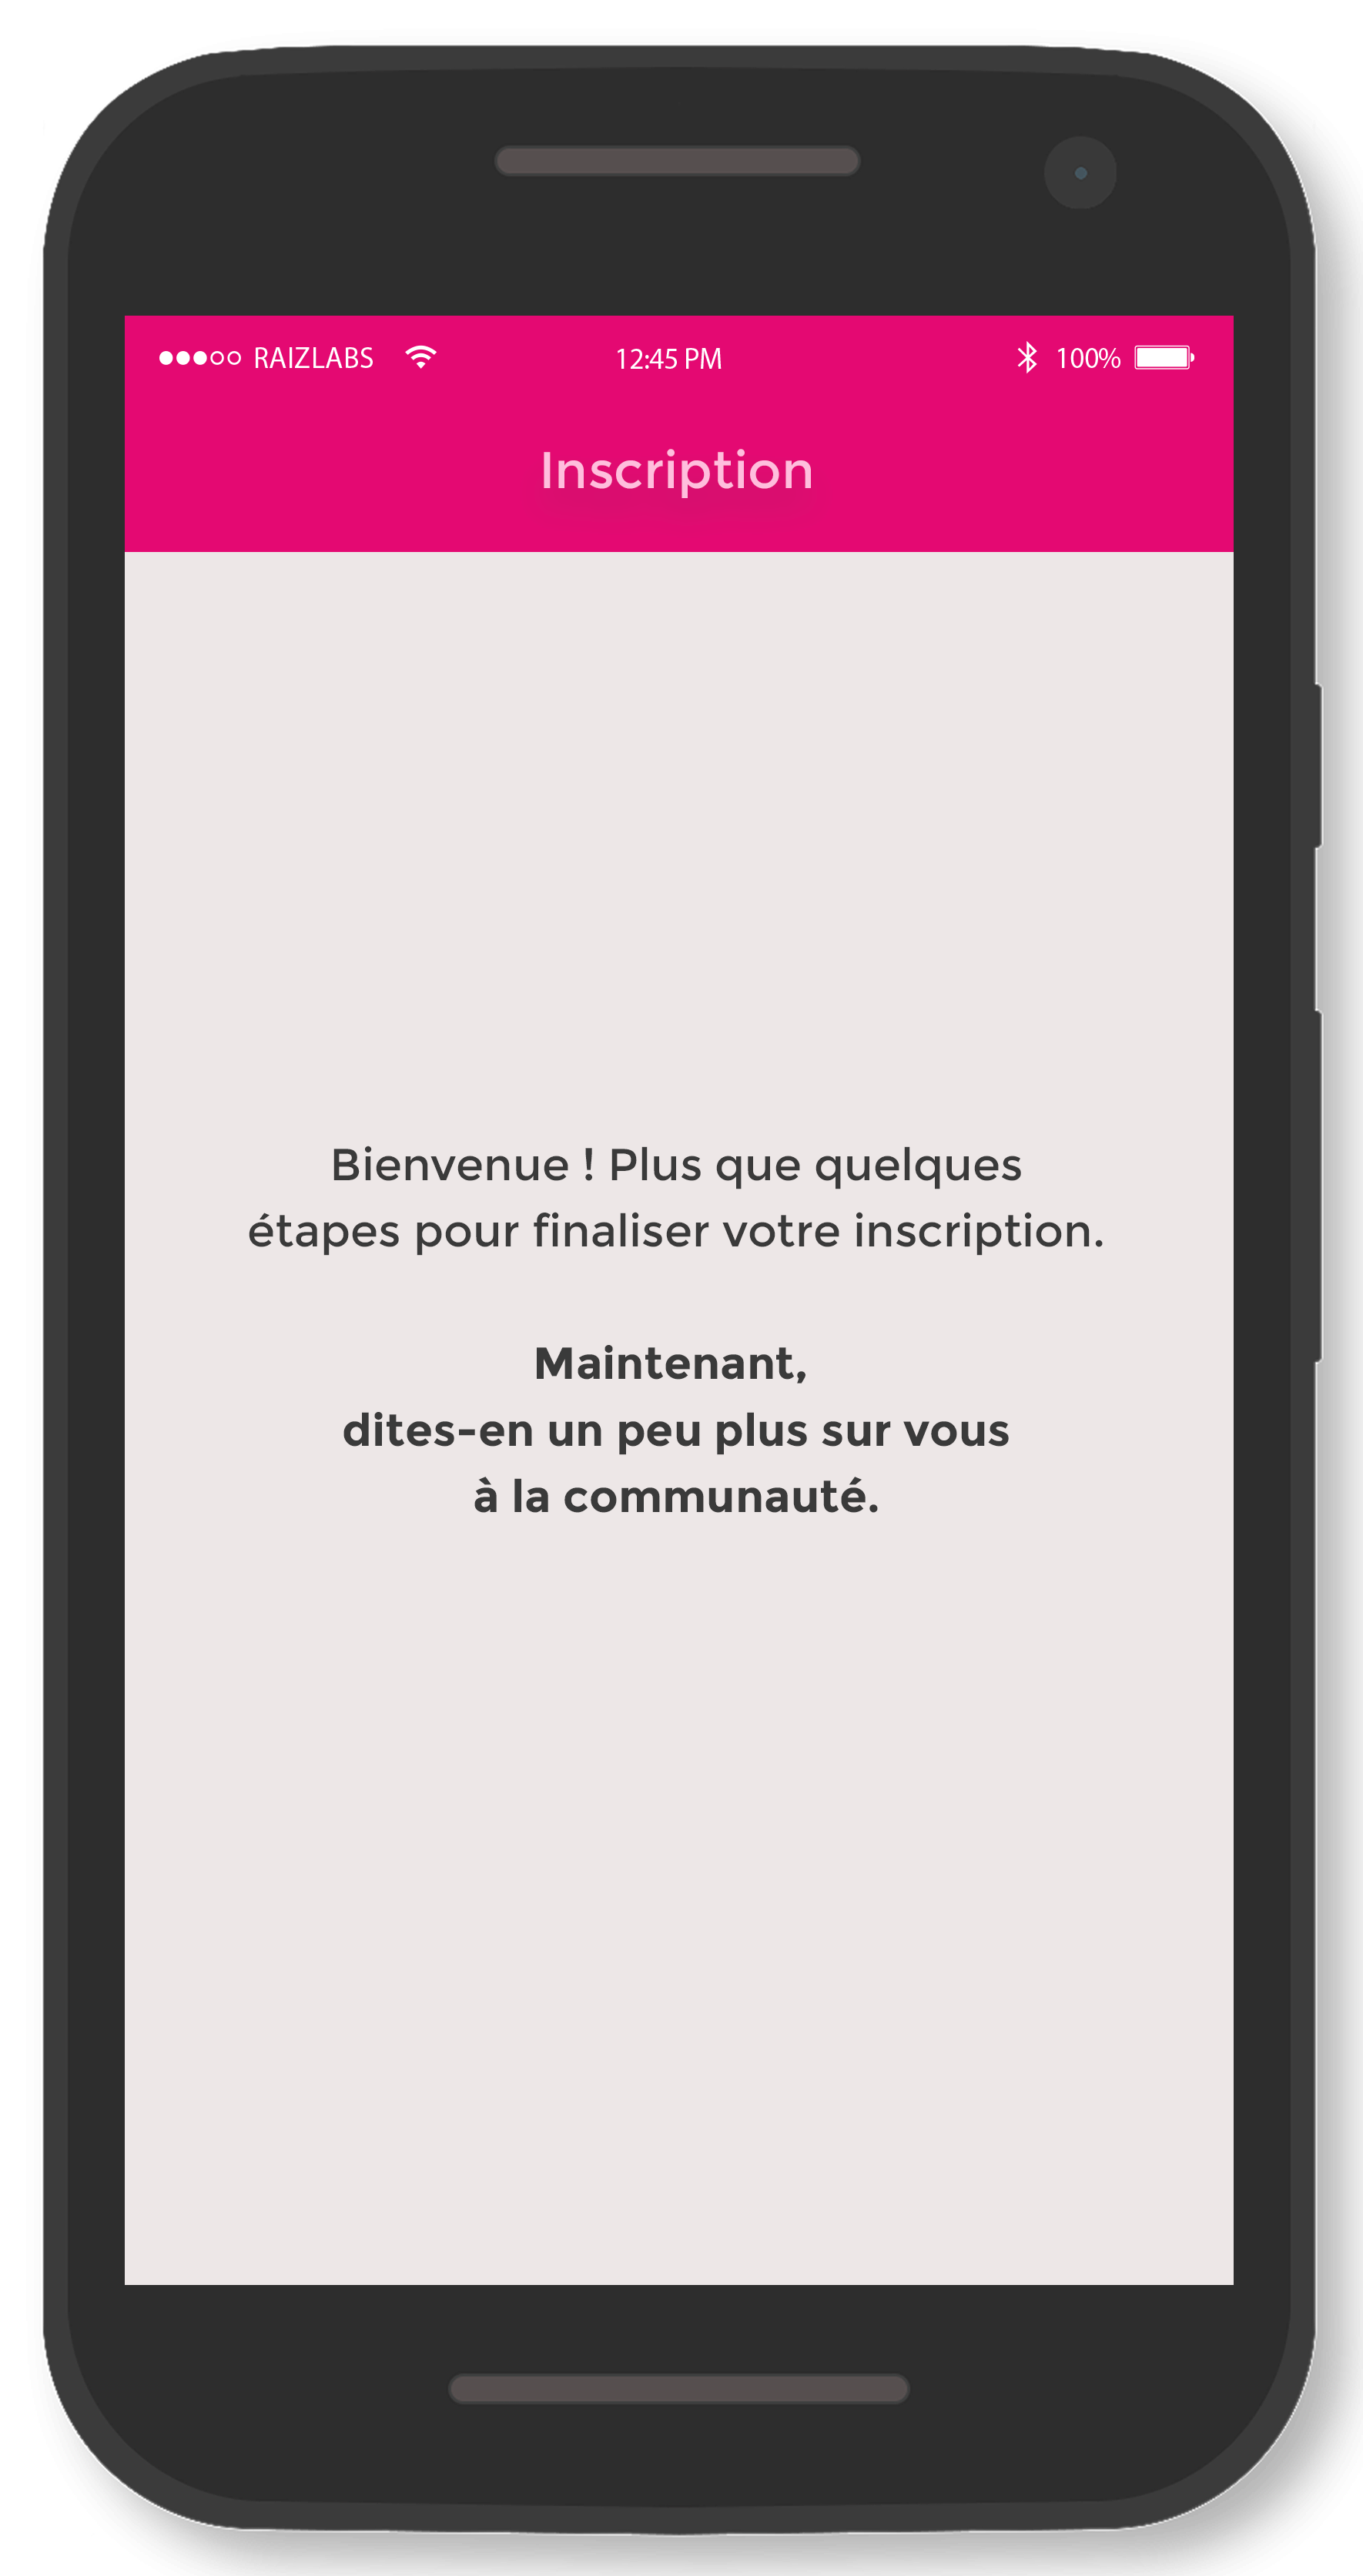 RAIZLABS 12:45 PM 100%
Inscription
Bienvenue ! Plus que quelques
étapes pour finaliser votre inscription.
Maintenant,
dites-en un peu plus sur vous
à la communauté.